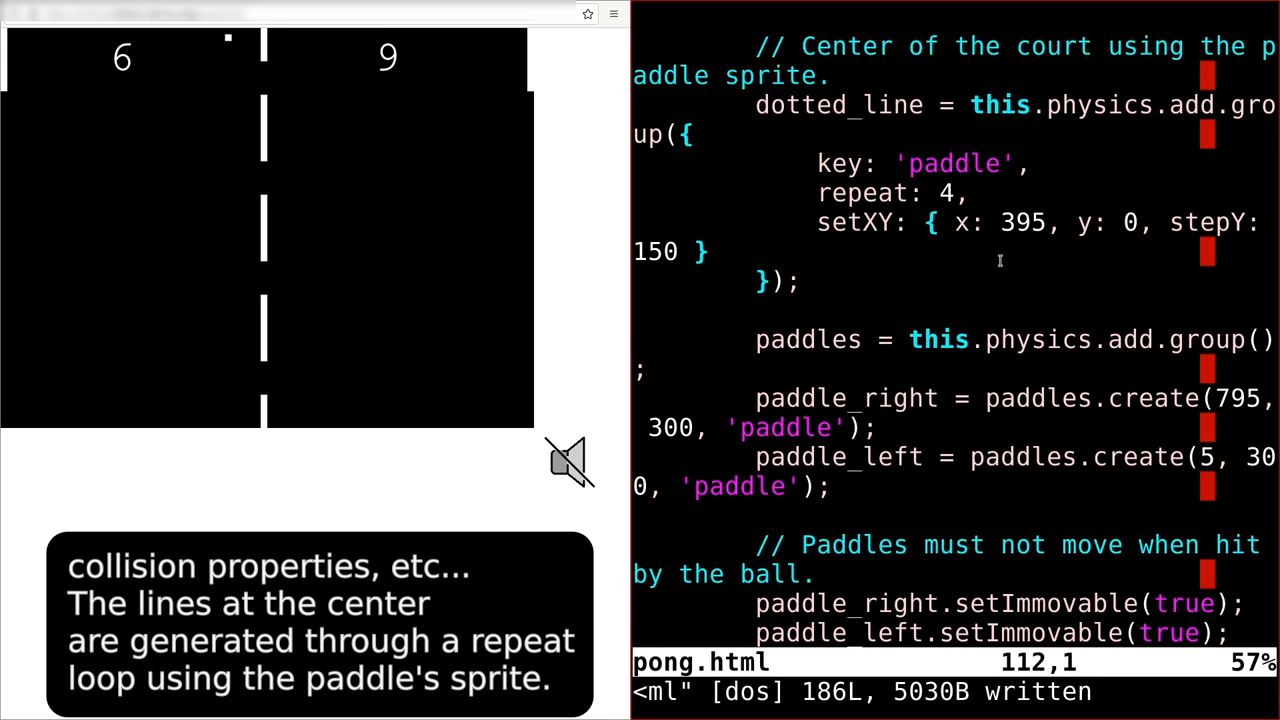 6 9
collision properties, etc...
The lines at the center
are generated through a repeat
loop using the paddle's sprite.
// Center of the court using the p
addle sprite.
dotted_line = this.physics.add.gro
up({
key: 'paddle',
repeat: 4,
setXY: { x: 395, y: 0, stepY:
150 }
});
paddles = this.physics.add.group()
;
paddle_right = paddles.create(795,
300, 'paddle');
paddle_left = paddles.create(5, 30
0, 'paddle');
// Paddles must not move when hit
by the ball.
paddle_right.setImmovable(true);
paddle_left.setImmovable(true);
pong.html 112,1 57%
<ml" [dos] 186L, 5030B written